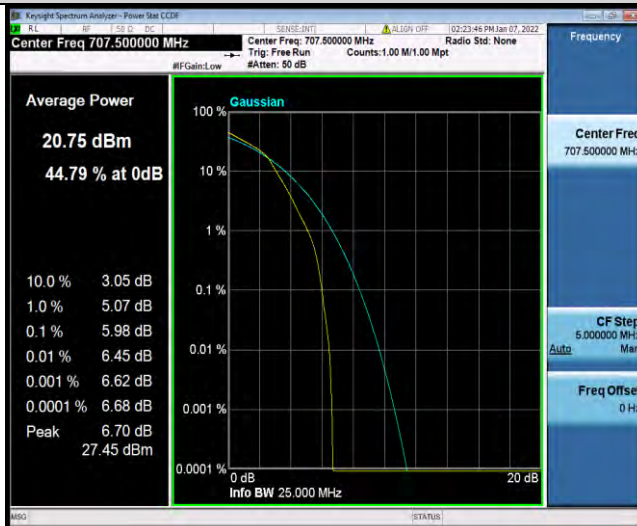 Keysight Spectrum Analyzer - Power Stat CCDF
RL RF 50 Ω DC SENSE:INT ALIGN OFF 02:23:46 PM Jan 07, 2022
Center Freq 707.500000 MHz
Center Freq: 707.500000 MHz Radio Std: None
Trig: Free Run Counts:1.00 M/1.00 Mpt
#IFGain:Low #Atten: 50 dB
Frequency
Average Power
20.75 dBm
44.79 % at 0dB
10.0 % 3.05 dB
1.0 % 5.07 dB
0.1 % 5.98 dB
0.01 % 6.45 dB
0.001 % 6.62 dB
0.0001 % 6.68 dB
Peak 6.70 dB
27.45 dBm
Gaussian
100 %
10 %
1 %
0.1 %
0.01 %
0.001 %
0.0001 %
0 dB 20 dB
Info BW 25.000 MHz
Center Freq
707.500000 MHz
CF Step
5.000000 MHz
Auto Man
Freq Offset
0 Hz
MSG STATUS